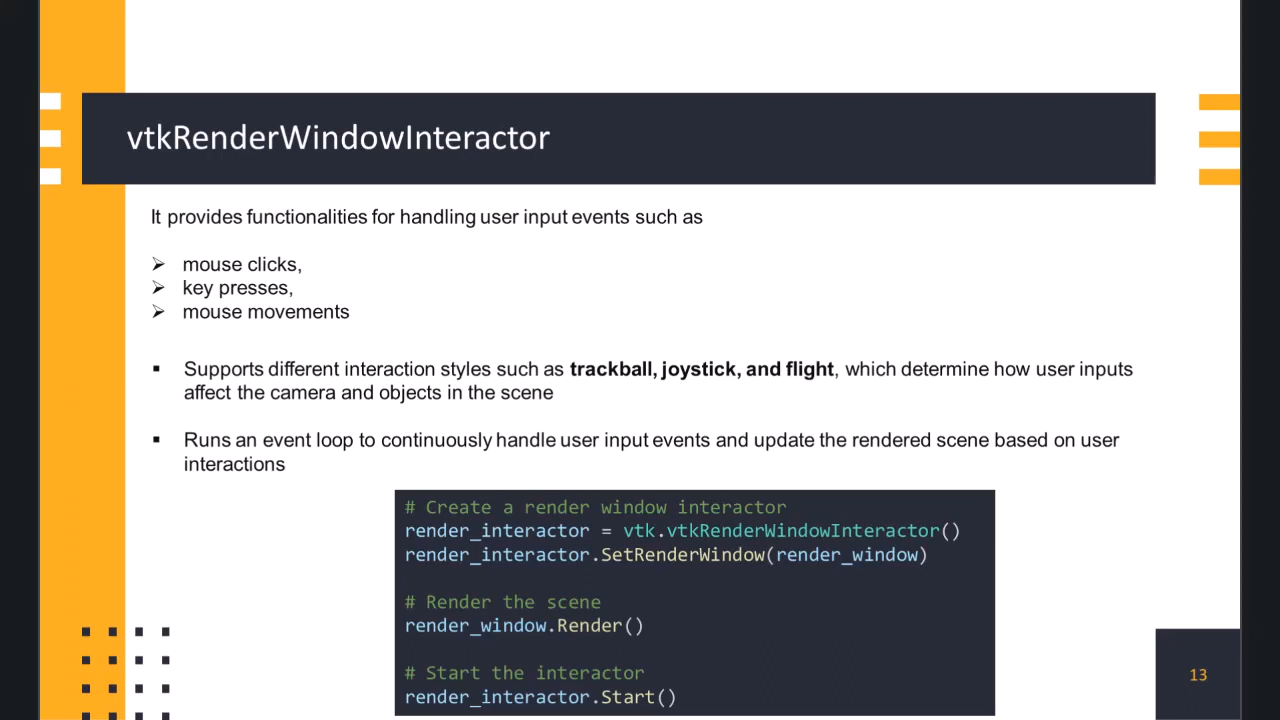 vtkRenderWindowInteractor
It provides functionalities for handling user input events such as
➢ mouse clicks,
➢ key presses,
➢ mouse movements
▪ Supports different interaction styles such as trackball, joystick, and flight, which determine how user inputs
affect the camera and objects in the scene
▪ Runs an event loop to continuously handle user input events and update the rendered scene based on user
interactions
# Create a render window interactor
render_interactor = vtk.vtkRenderWindowInteractor()
render_interactor.SetRenderWindow(render_window)
# Render the scene
render_window.Render()
# Start the interactor
render_interactor.Start()
13